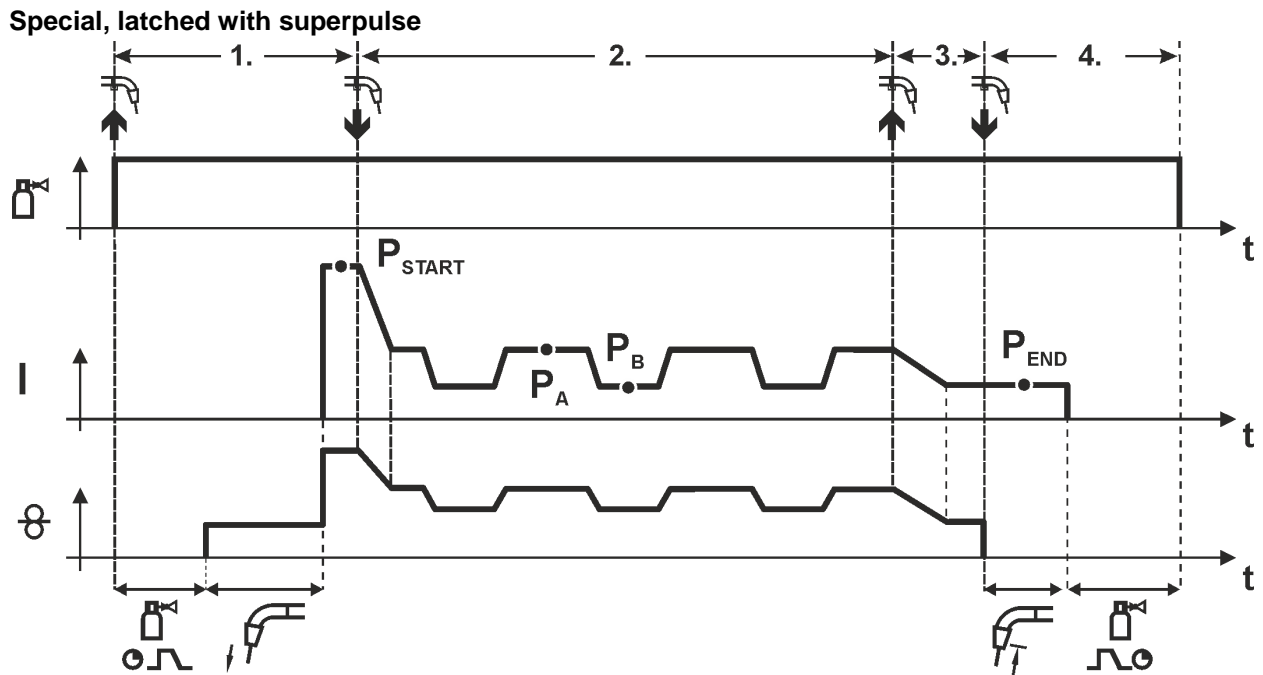 Special, latched with superpulse
1. 2. 3. 4.
t
P START
I
P A
P B
P END
t
t